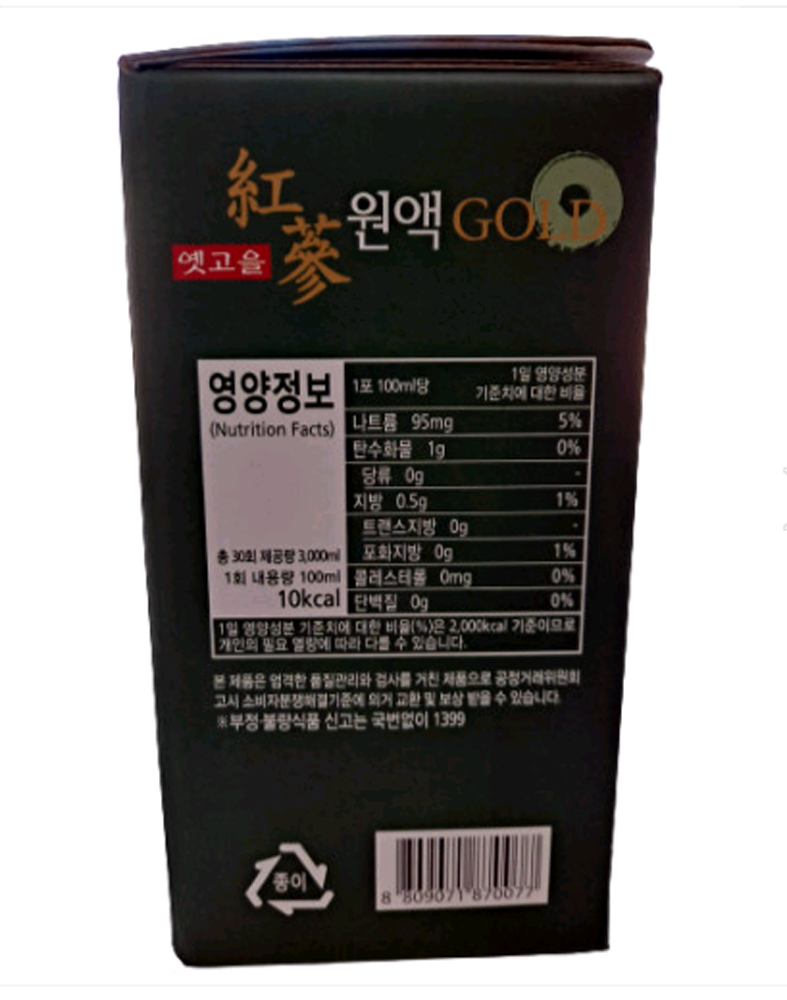 紅蔘 원액 GOLD
옛고을
영양정보
(Nutrition Facts)
총 30회 제공량 3,000ml
1회 내용량 100ml
10kcal
1포 100ml당 1일 영양성분 기준치에 대한 비율
나트륨 95mg 5%
탄수화물 1g 0%
당류 0g -
지방 0.5g 1%
트랜스지방 0g -
포화지방 0g 1%
콜레스테롤 0mg 0%
단백질 0g 0%
1일 영양성분 기준치에 대한 비율(%)은 2,000kcal 기준이므로
개인의 필요 열량에 따라 다를 수 있습니다.
본 제품은 엄격한 품질관리와 검사를 거친 제품으로 공정거래위원회
고시 소비자분쟁해결기준에 의거 교환 및 보상 받을 수 있습니다.
※부정·불량식품 신고는 국번없이 1399
종이
8 809071 870077